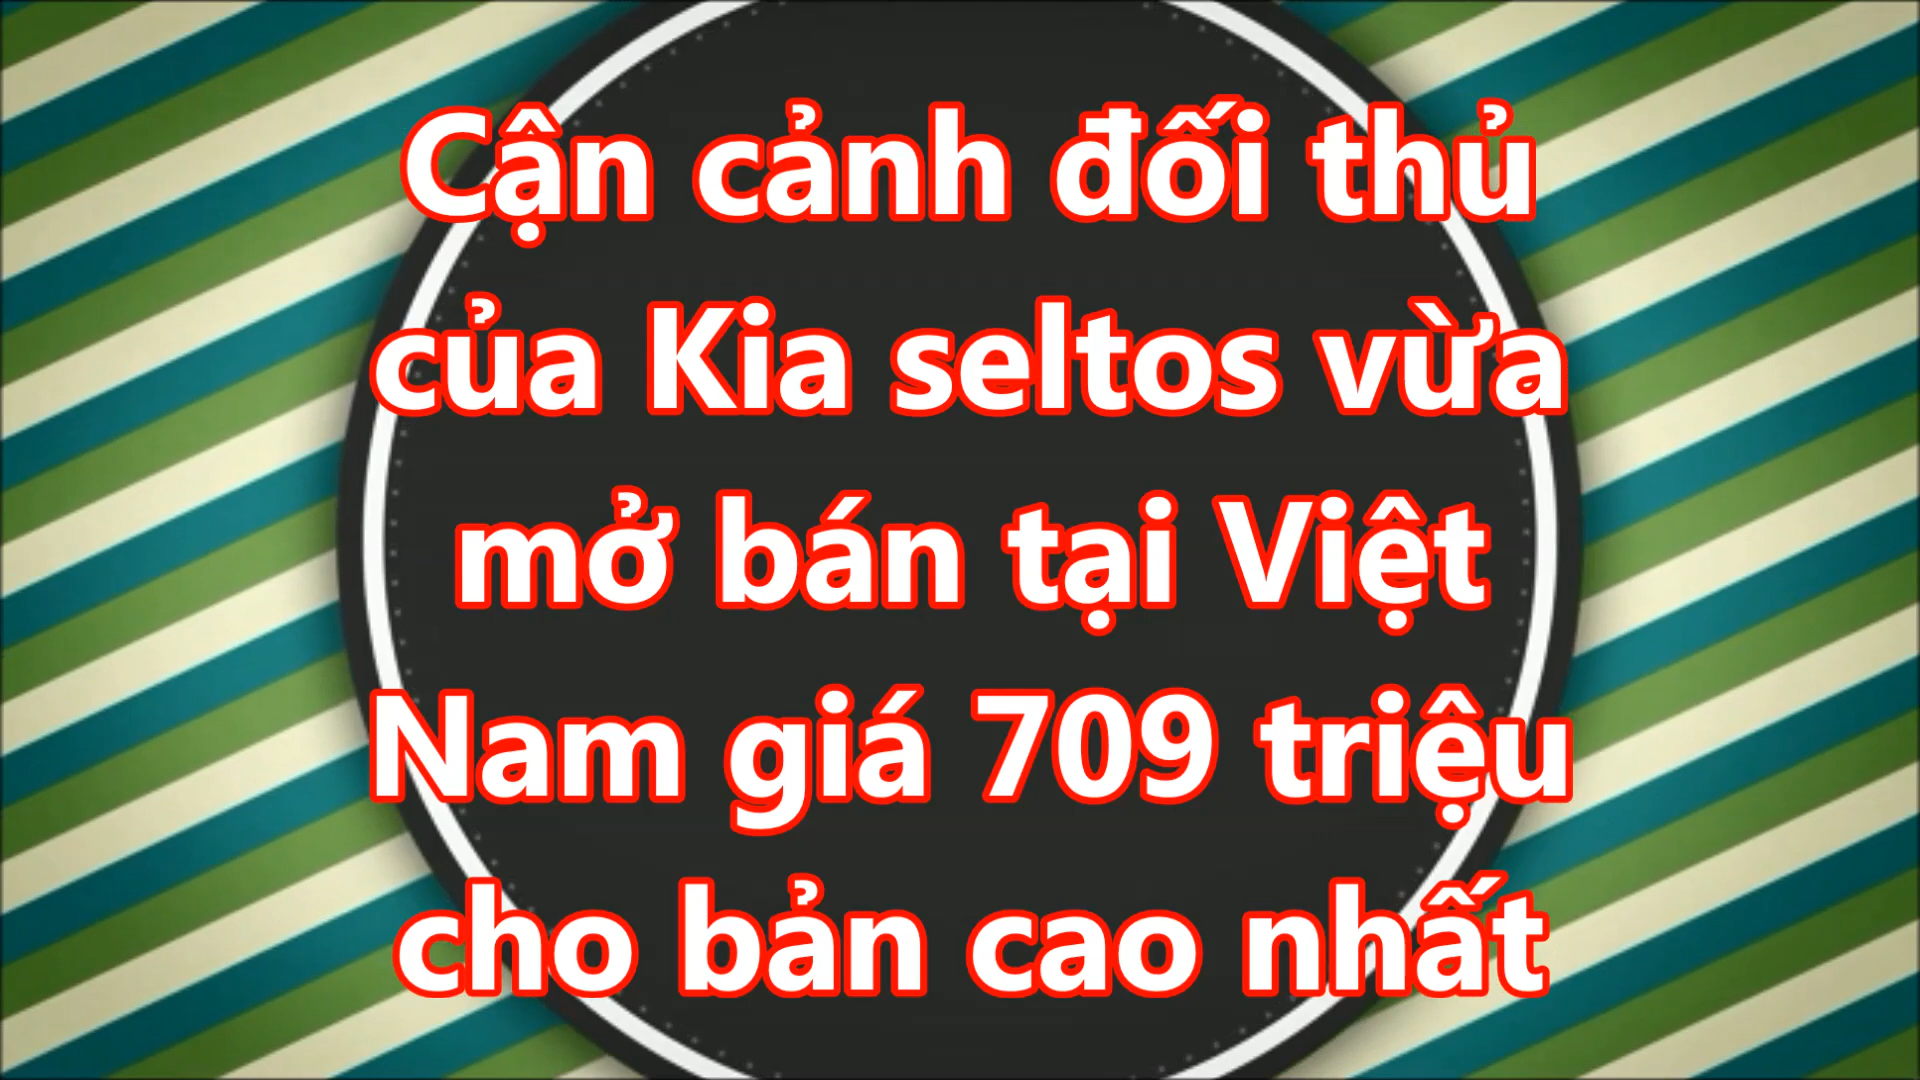 Cận cảnh đối thủ
của Kia seltos vừa
mở bán tại Việt
Nam giá 709 triệu
cho bản cao nhất